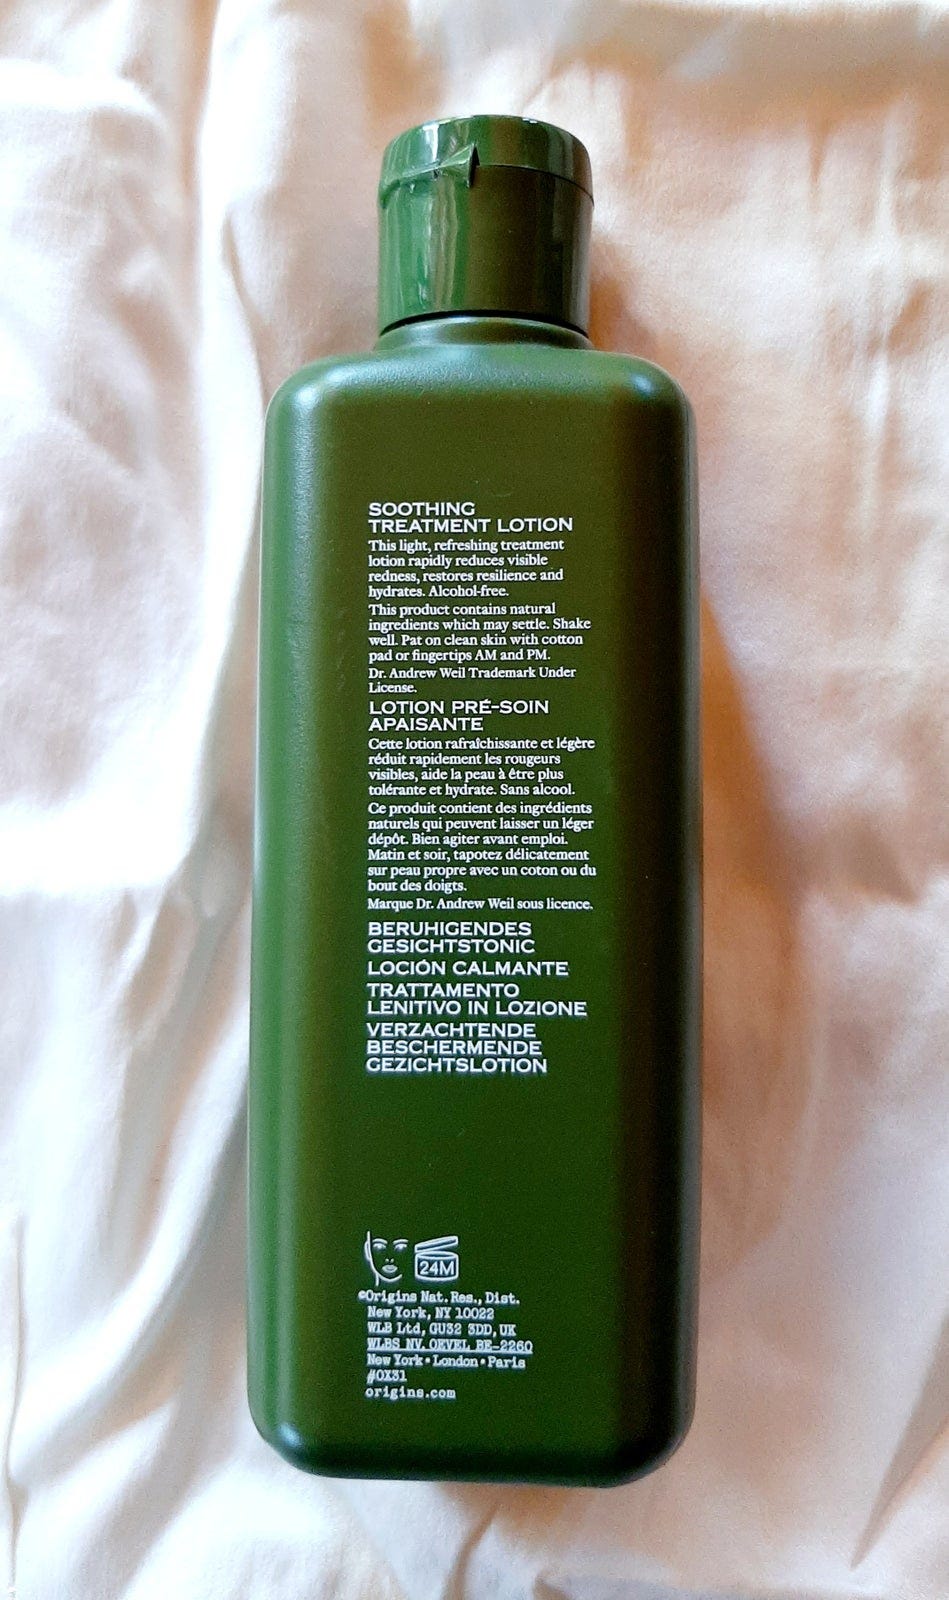 SOOTHING
TREATMENT LOTION
This light, refreshing treatment
lotion rapidly reduces visible
redness, restores resilience and
hydrates. Alcohol-free.
This product contains natural
ingredients which may settle. Shake
well. Pat on clean skin with cotton
pad or fingertips AM and PM.
Dr. Andrew Weil Trademark Under
License.
LOTION PRÉ-SOIN
APAISANTE
Cette lotion rafraîchissante et légère
réduit rapidement les rougeurs
visibles, aide la peau à être plus
tolérante et hydrate. Sans alcool.
Ce produit contient des ingrédients
naturels qui peuvent laisser un léger
dépôt. Bien agiter avant emploi.
Matin et soir, tapotez délicatement
sur peau propre avec un coton ou du
bout des doigts.
Marque Dr. Andrew Weil sous licence.
BERUHIGENDES
GESICHTSTONIC
LOCIÓN CALMANTE
TRATTAMENTO
LENITIVO IN LOZIONE
VERZACHTENDE
BESCHERMENDE
GEZICHTSLOTION
24M
©Origins Nat. Res., Dist.
New York, NY 10022
WLB Ltd, GU32 3DD, UK
WLBS NV, OEVEL BE-2260
New York • London • Paris
#0X31
origins.com